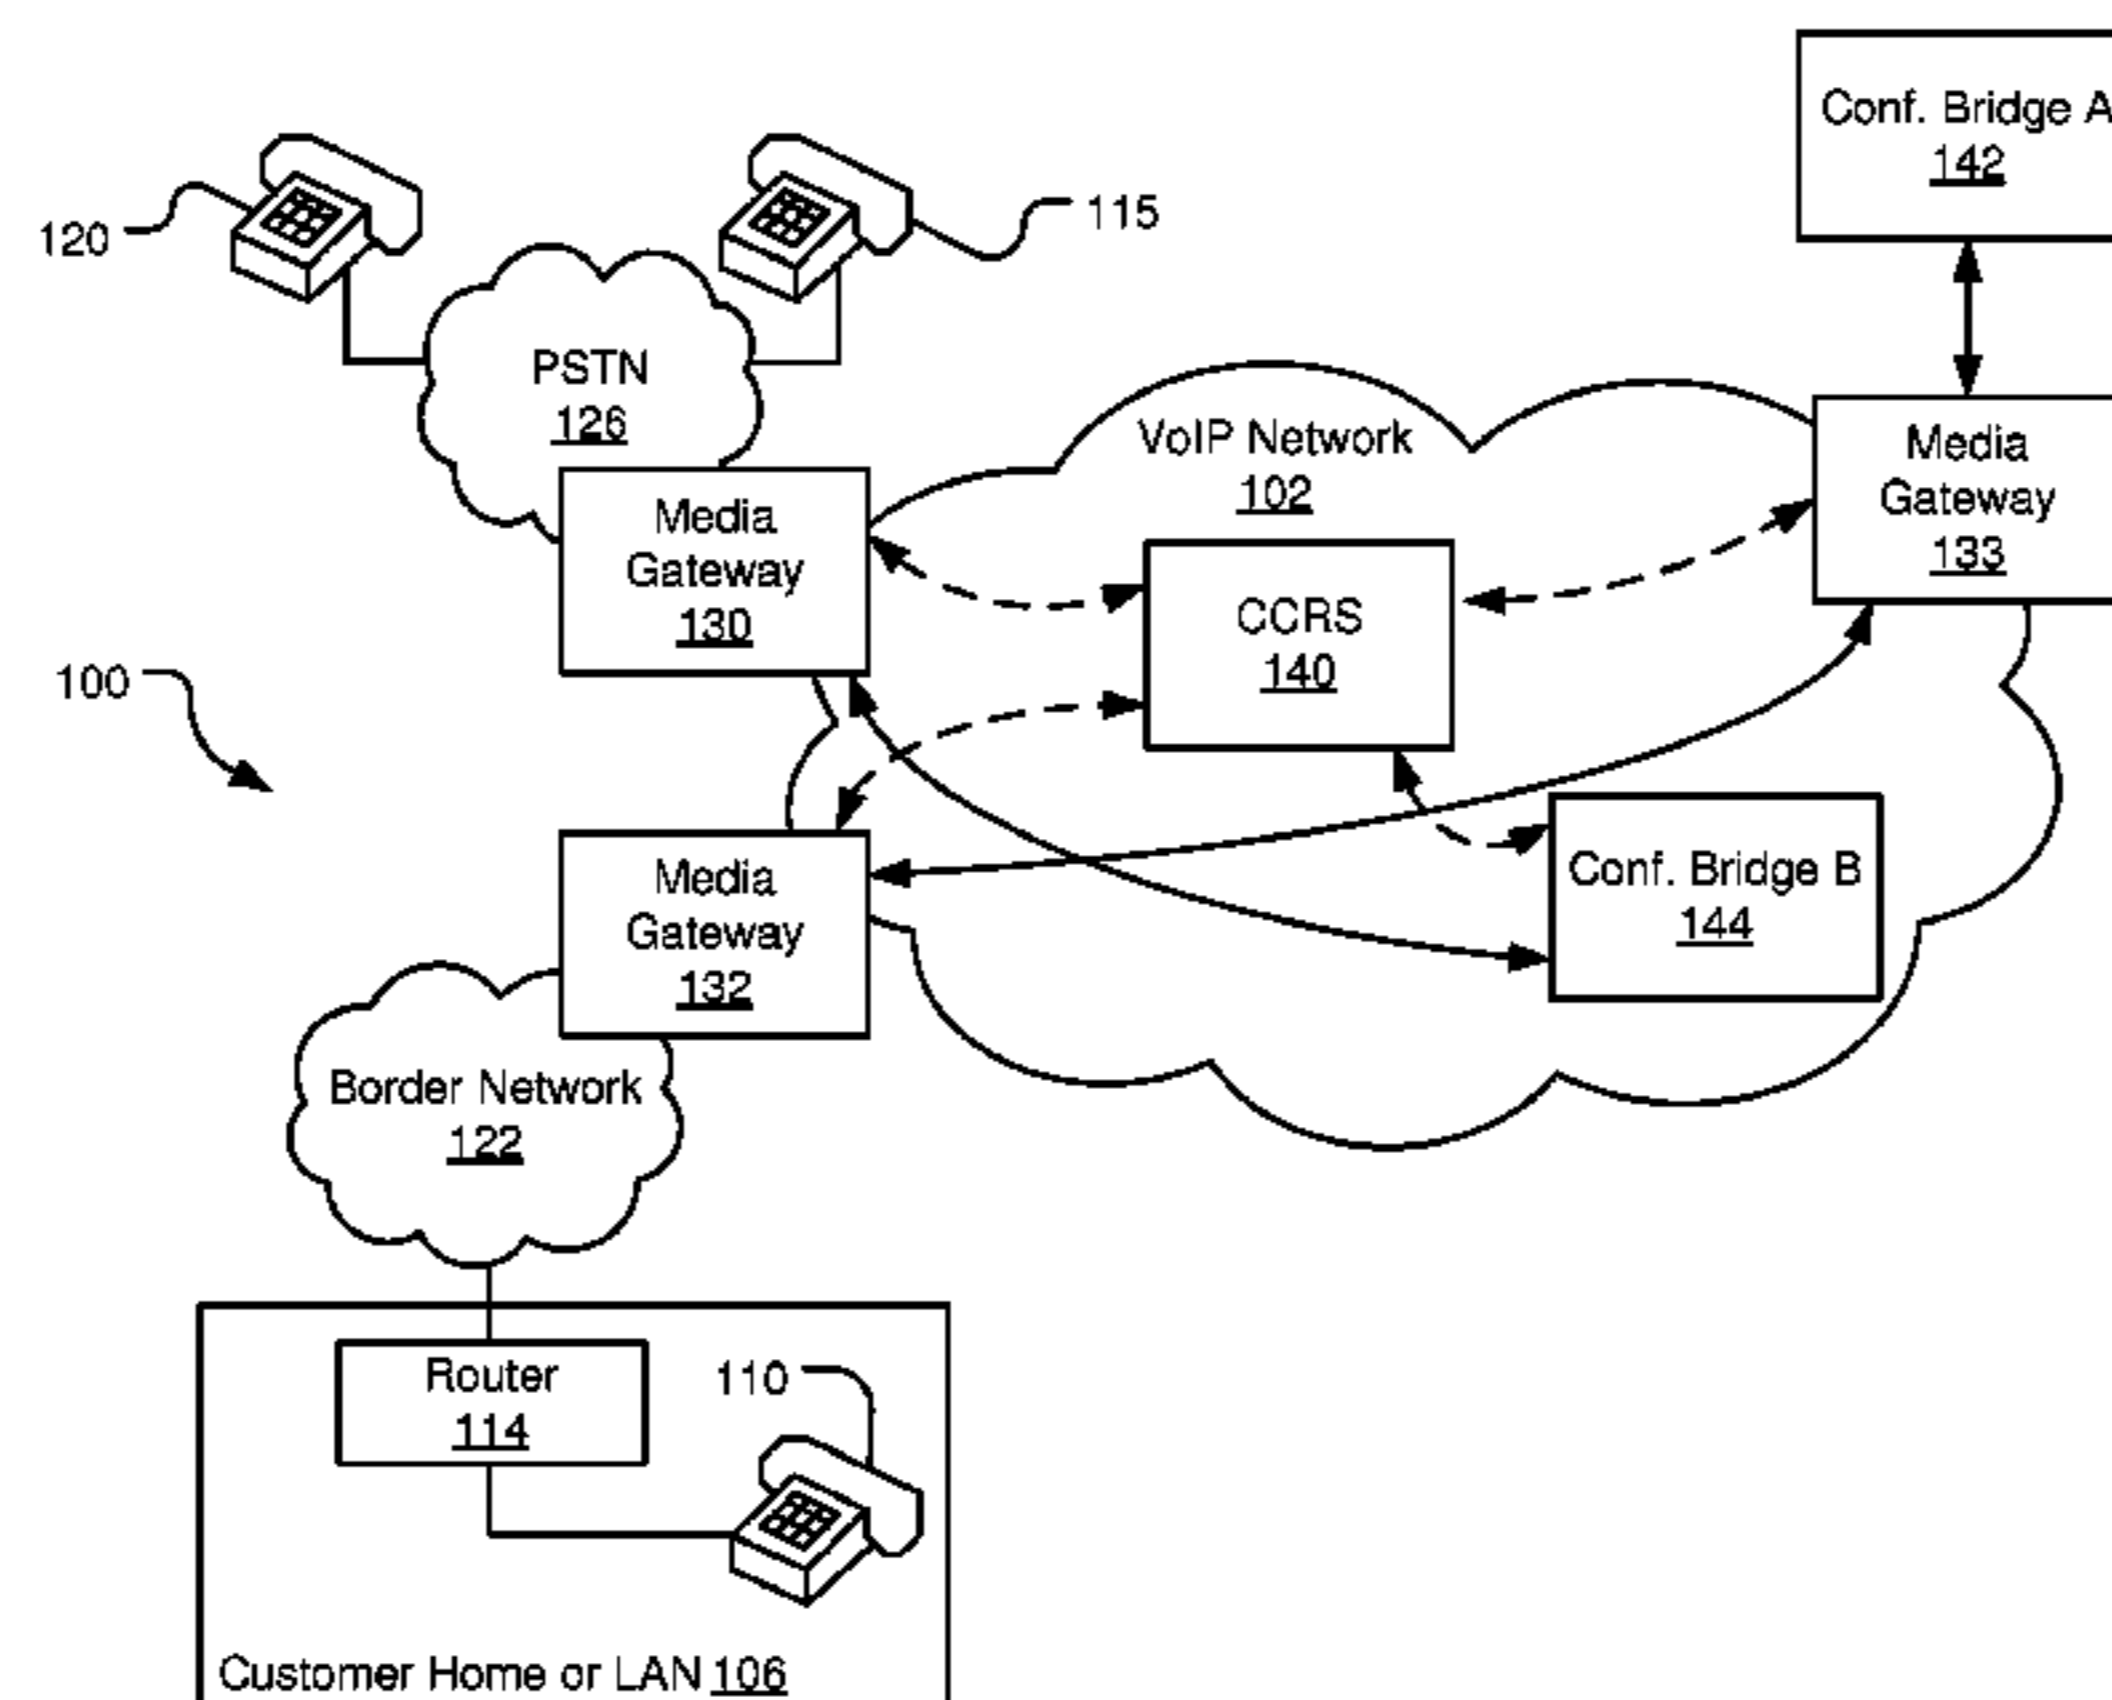 Conf. Bridge A
142
120
115
PSTN
126
VoIP Network
102
Media
Gateway
133
Media
Gateway
130
CCRS
140
100
Media
Gateway
132
Conf. Bridge B
144
Border Network
122
Router
114
110
Customer Home or LAN 106